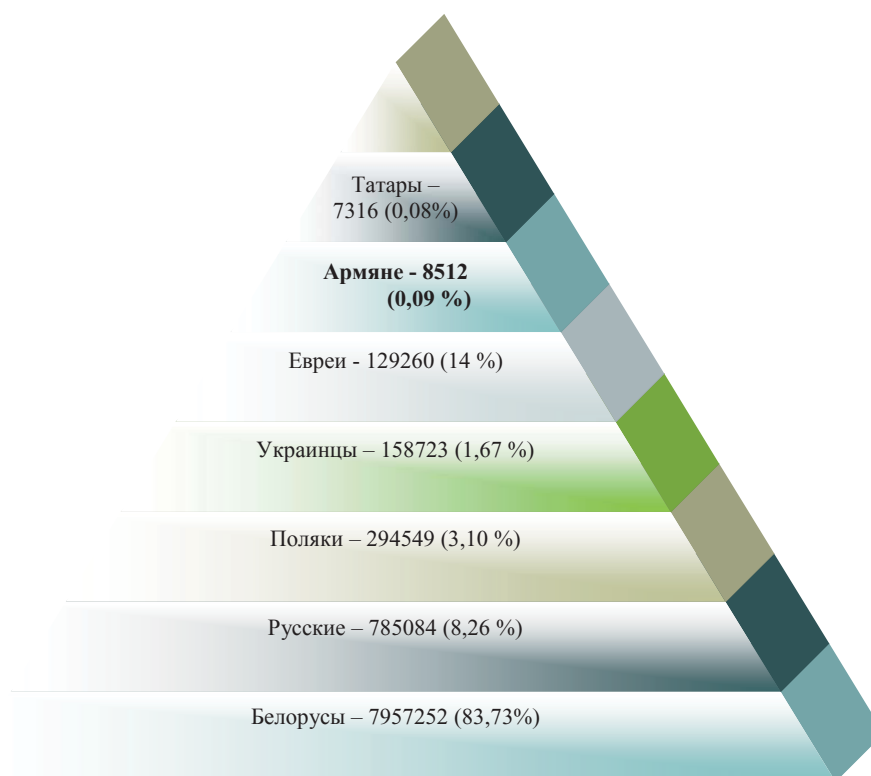 Татары –
7316 (0,08%)
Армяне - 8512
(0,09 %)
Евреи - 129260 (14 %)
Украинцы – 158723 (1,67 %)
Поляки – 294549 (3,10 %)
Русские – 785084 (8,26 %)
Белорусы – 7957252 (83,73%)